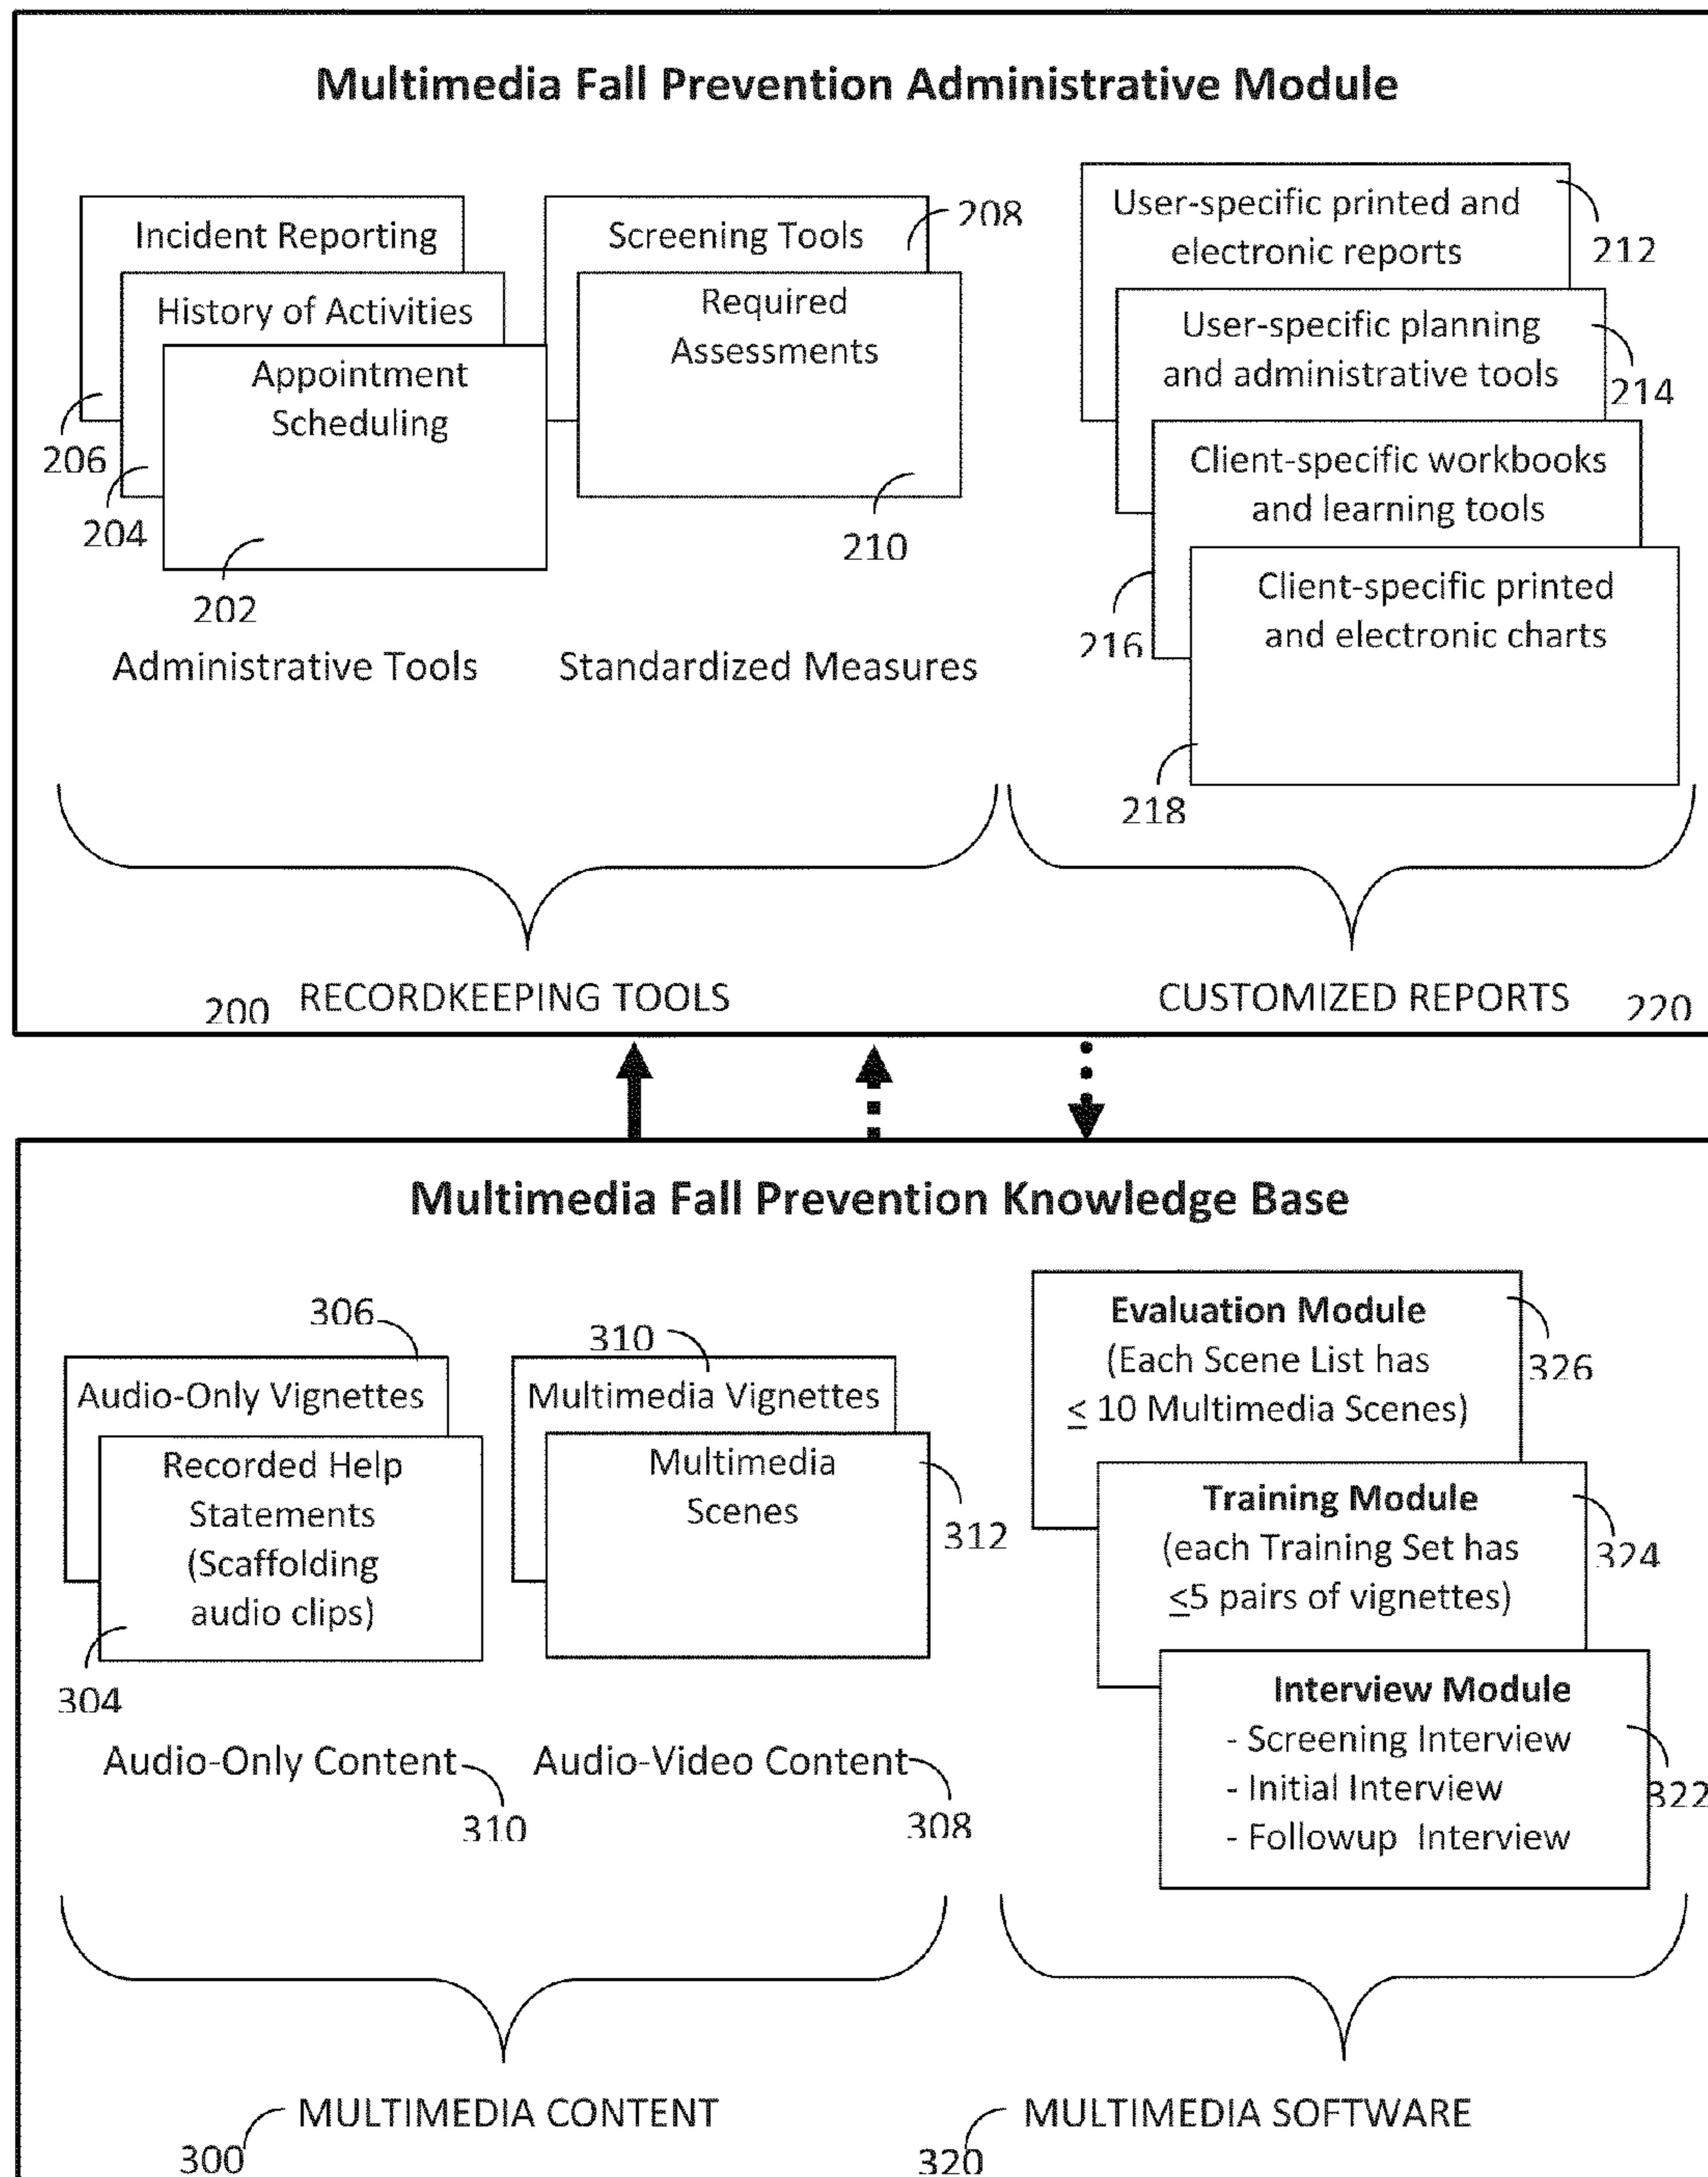 Multimedia Fall Prevention Administrative Module
Incident Reporting
History of Activities
Appointment
Scheduling
206
204
202
Administrative Tools
Screening Tools
208
Required
Assessments
210
Standardized Measures
User-specific printed and
electronic reports
212
User-specific planning
and administrative tools
214
Client-specific workbooks
and learning tools
216
Client-specific printed
and electronic charts
218
200 RECORDKEEPING TOOLS
CUSTOMIZED REPORTS 220
Multimedia Fall Prevention Knowledge Base
306
Audio-Only Vignettes
Recorded Help
Statements
(Scaffolding
audio clips)
304
Audio-Only Content
310
310
Multimedia Vignettes
Multimedia
Scenes
312
Audio-Video Content
308
Evaluation Module
(Each Scene List has
≤ 10 Multimedia Scenes)
326
Training Module
(each Training Set has
≤5 pairs of vignettes)
324
Interview Module
- Screening Interview
- Initial Interview
- Followup Interview
322
MULTIMEDIA CONTENT
300
MULTIMEDIA SOFTWARE
320